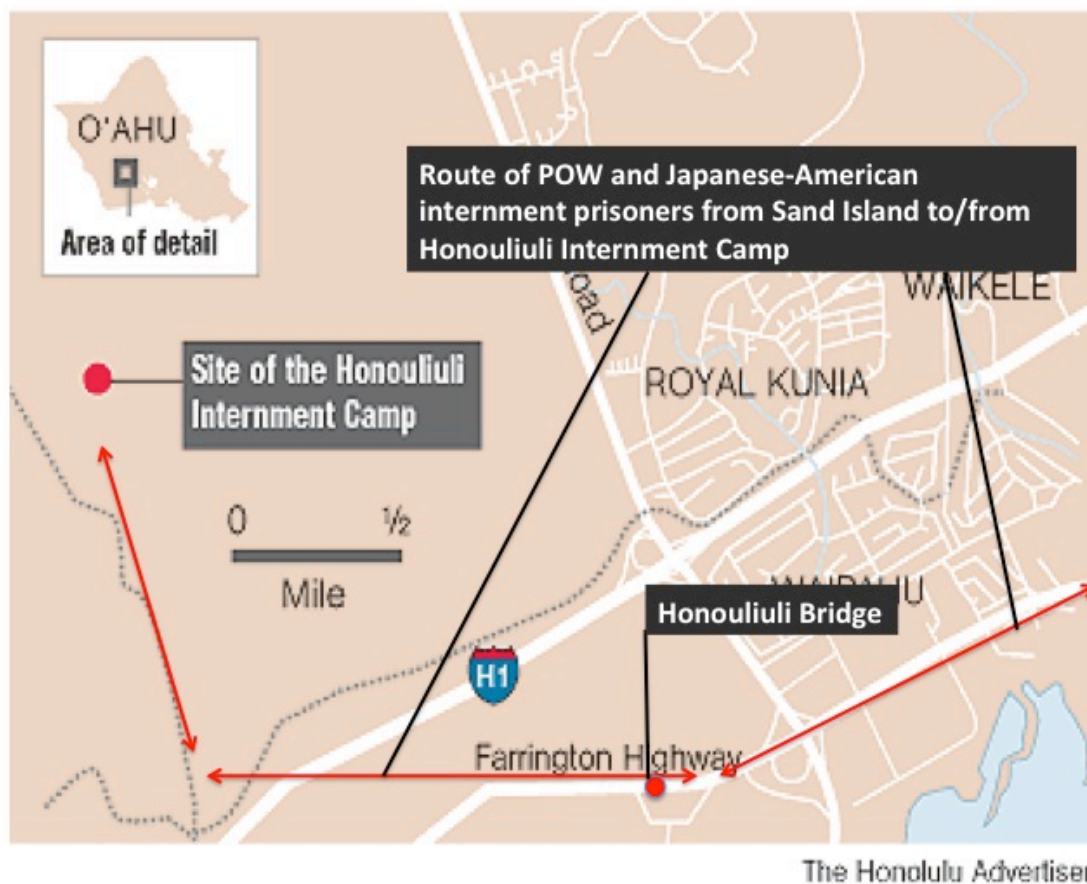 O'AHU
Area of detail
Route of POW and Japanese-American
internment prisoners from Sand Island to/from
Honouliuli Internment Camp
oad
WAIKELE
Site of the Honouliuli
Internment Camp
ROYAL KUNIA
0 ½
Mile
Honouliuli Bridge
H1
Farrington Highway
The Honolulu Advertiser